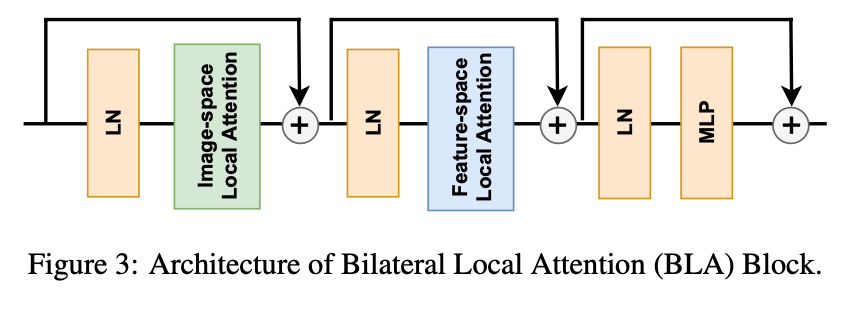 LN
Image-space
Local Attention
+
LN
Feature-space
Local Attention
+
LN
MLP
+
Figure 3: Architecture of Bilateral Local Attention (BLA) Block.